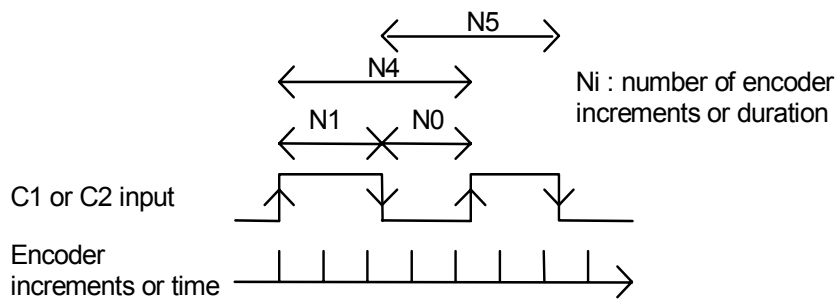 N5
N4
Ni : number of encoder
increments or duration
N1
N0
C1 or C2 input
Encoder
increments or time